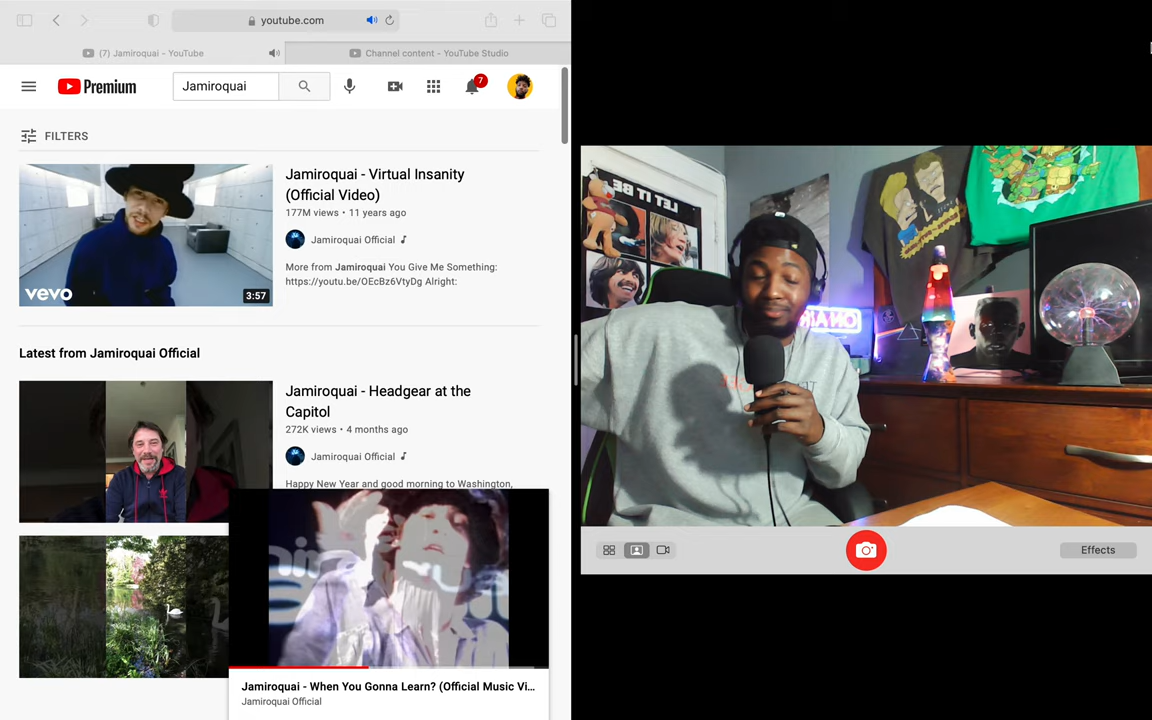 youtube.com
(7) Jamiroquai - YouTube
Channel content - YouTube Studio
Premium
Jamiroquai
7
FILTERS
Jamiroquai - Virtual Insanity
(Official Video)
177M views • 11 years ago
Jamiroquai Official
More from Jamiroquai You Give Me Something:
https://youtu.be/OEcBz6VtyDg Alright:
vevo
3:57
Latest from Jamiroquai Official
Jamiroquai - Headgear at the
Capitol
272K views • 4 months ago
Jamiroquai Official
Happy New Year and good morning to Washington,
Jamiroquai - When You Gonna Learn? (Official Music Vi...
Jamiroquai Official
LET IT BE
Effects